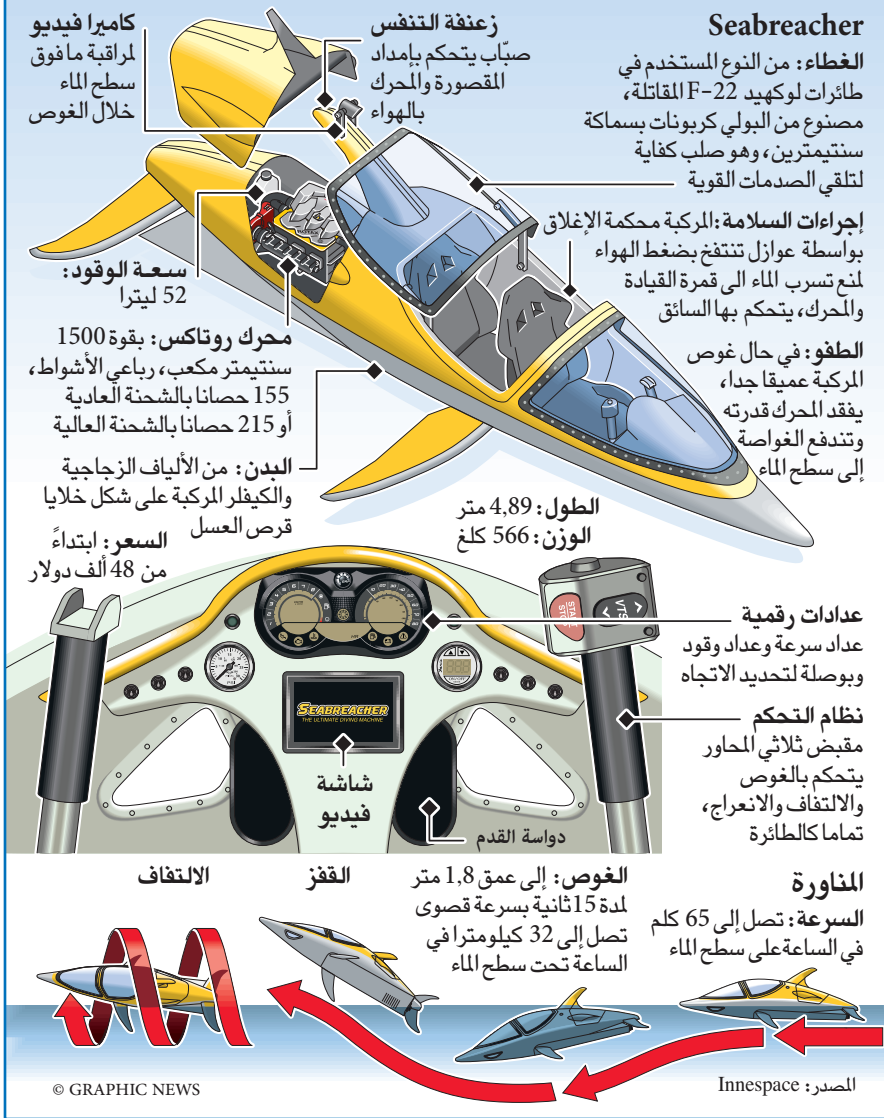 Seabreacher
الغطاء: من النوع المستخدم في
طائرات لوكهيد F-22 المقاتلة،
مصنوع من البولي كربونات بسماكة
سنتيمترين، وهو صلب كفاية
لتلقي الصدمات القوية
إجراءات السلامة: المركبة محكمة الإغلاق
بواسطة عوازل تنتفخ بضغط الهواء
لمنع تسرب الماء الى قمرة القيادة
والمحرك، يتحكم بها السائق
الطفو: في حال غوص
المركبة عميقا جدا،
يفقد المحرك قدرته
وتندفع الغواصة
إلى سطح الماء
زعنفة التنفس
صبّاب يتحكم بإمداد
المقصورة والمحرك
بالهواء
كاميرا فيديو
لمراقبة ما فوق
سطح الماء
خلال الغوص
سعة الوقود:
52 ليترا
محرك روتاكس: بقوة 1500
سنتيمتر مكعب، رباعي الأشواط،
155 حصانا بالشحنة العادية
أو 215 حصانا بالشحنة العالية
البدن: من الألياف الزجاجية
والكيفلر المركبة على شكل خلايا
قرص العسل
الطول: 4,89 متر
الوزن: 566 كلغ
السعر: ابتداءً
من 48 ألف دولار
START
STOP
VTS
عدادات رقمية
عداد سرعة وعداد وقود
وبوصلة لتحديد الاتجاه
نظام التحكم
مقبض ثلاثي المحاور
يتحكم بالغوص
والالتفاف والانعراج،
تماما كالطائرة
SEABREACHER
THE ULTIMATE DIVING MACHINE
شاشة
فيديو
دواسة القدم
المناورة
السرعة: تصل إلى 65 كلم
في الساعة على سطح الماء
الغوص: إلى عمق 1,8 متر
لمدة 15 ثانية بسرعة قصوى
تصل إلى 32 كيلومترا في
الساعة تحت سطح الماء
القفز
الالتفاف
المصدر: Innespace
© GRAPHIC NEWS